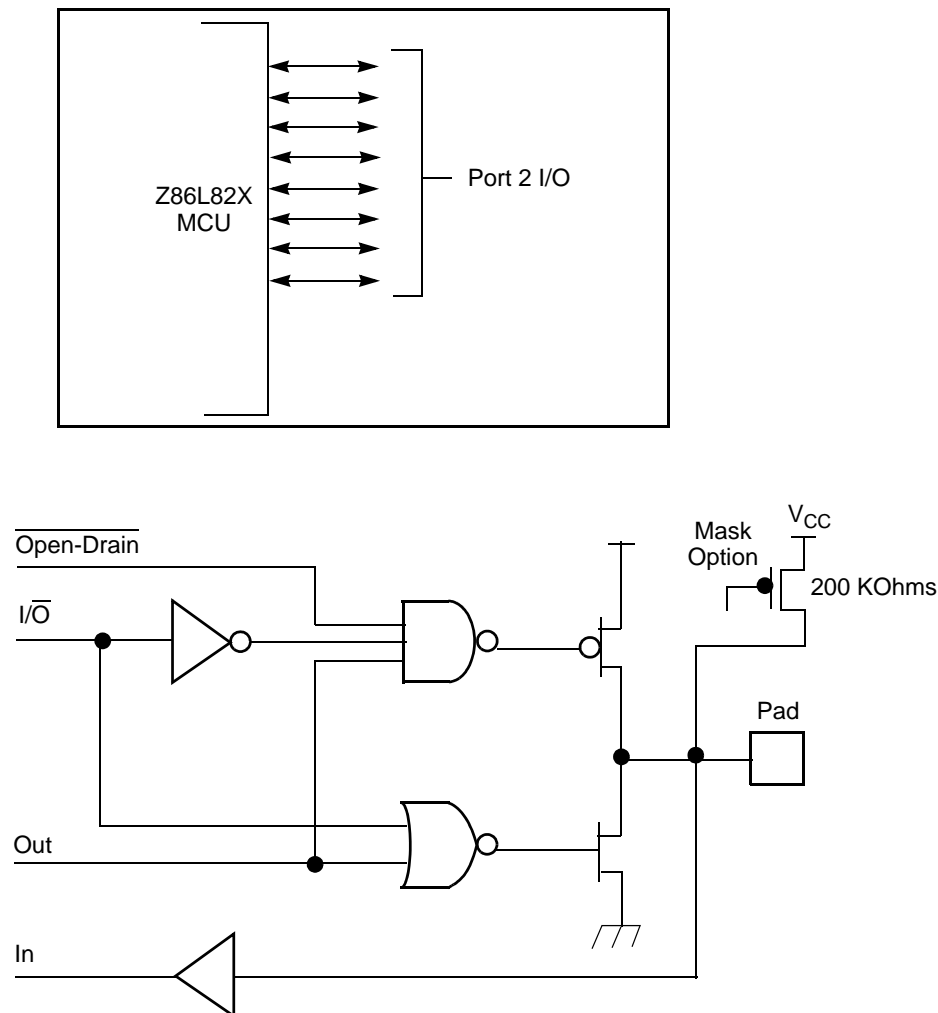 Z86L82X
MCU
Port 2 I/O
Open-Drain
I/O
Mask
Option
VCC
200 KOhms
Pad
Out
In